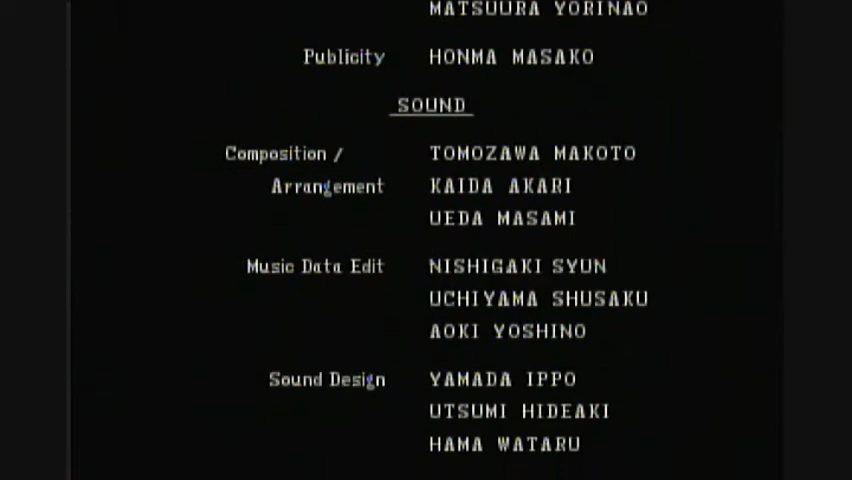 MATSUURA YORINAO
Publicity HONMA MASAKO
SOUND
Composition / TOMOZAWA MAKOTO
Arrangement KAIDA AKARI
UEDA MASAMI
Music Data Edit NISHIGAKI SYUN
UCHIYAMA SHUSAKU
AOKI YOSHINO
Sound Design YAMADA IPPO
UTSUMI HIDEAKI
HAMA WATARU